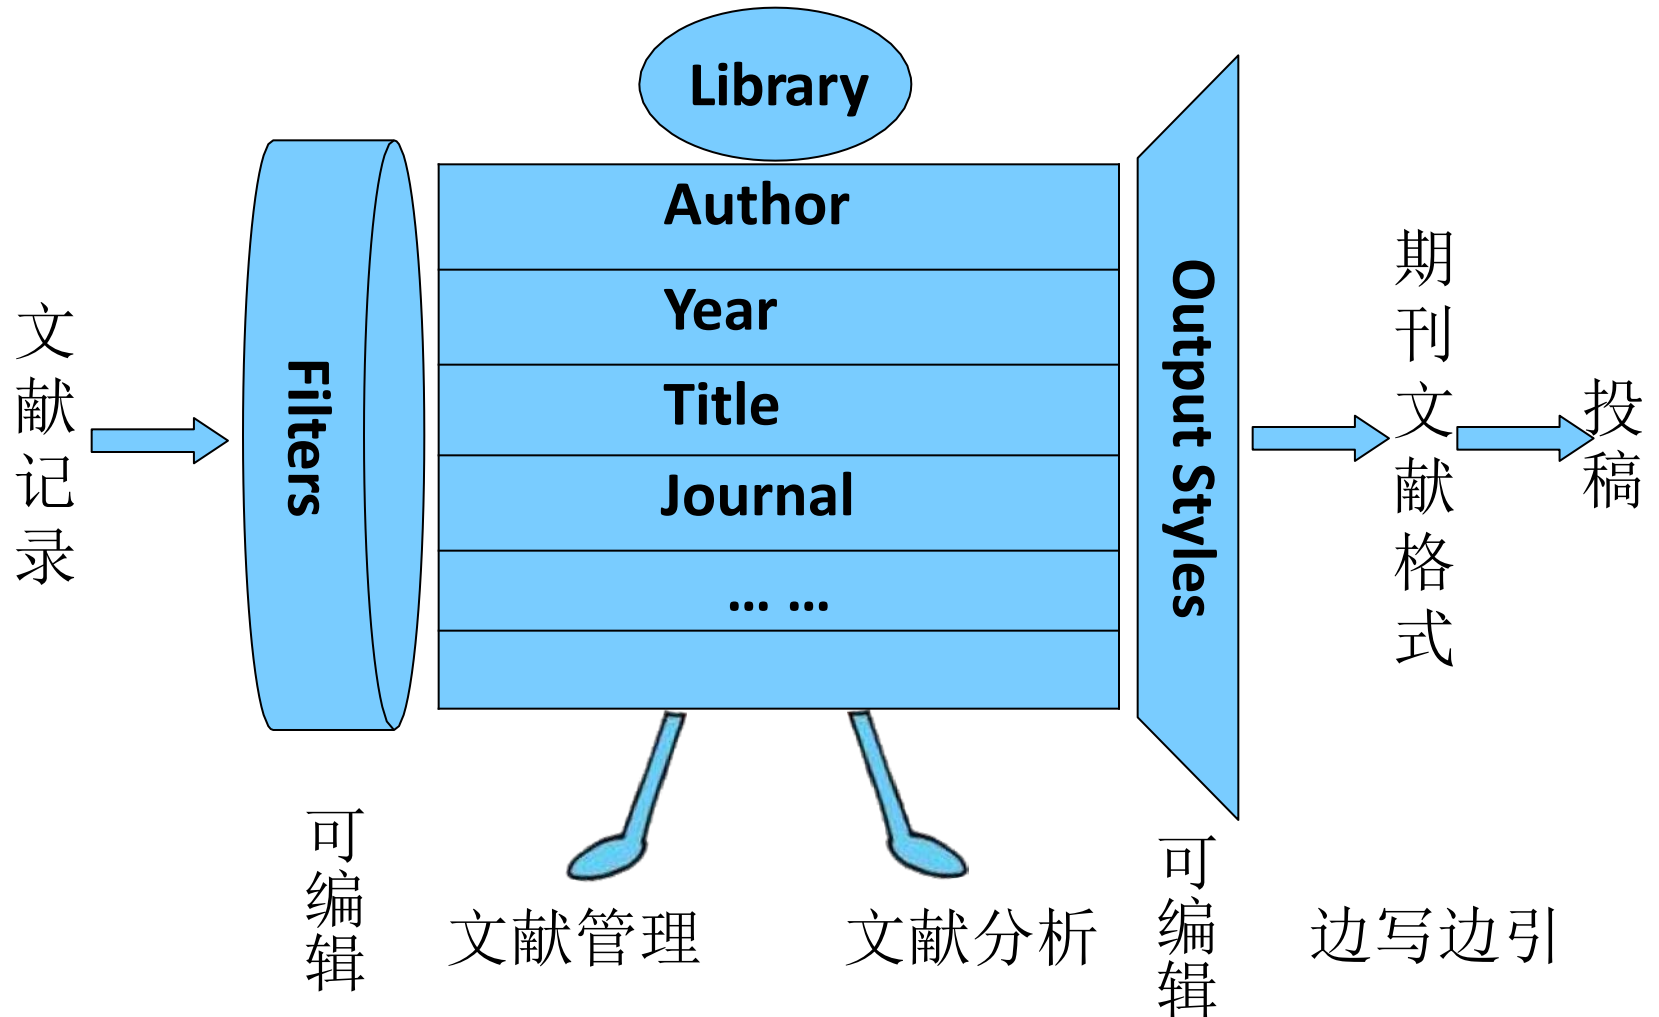 Library
文献记录
Filters
Author
Year
Title
Journal
... ...
Output Styles
期刊文献格式
投稿
可编辑
文献管理
文献分析
可编辑
边写边引